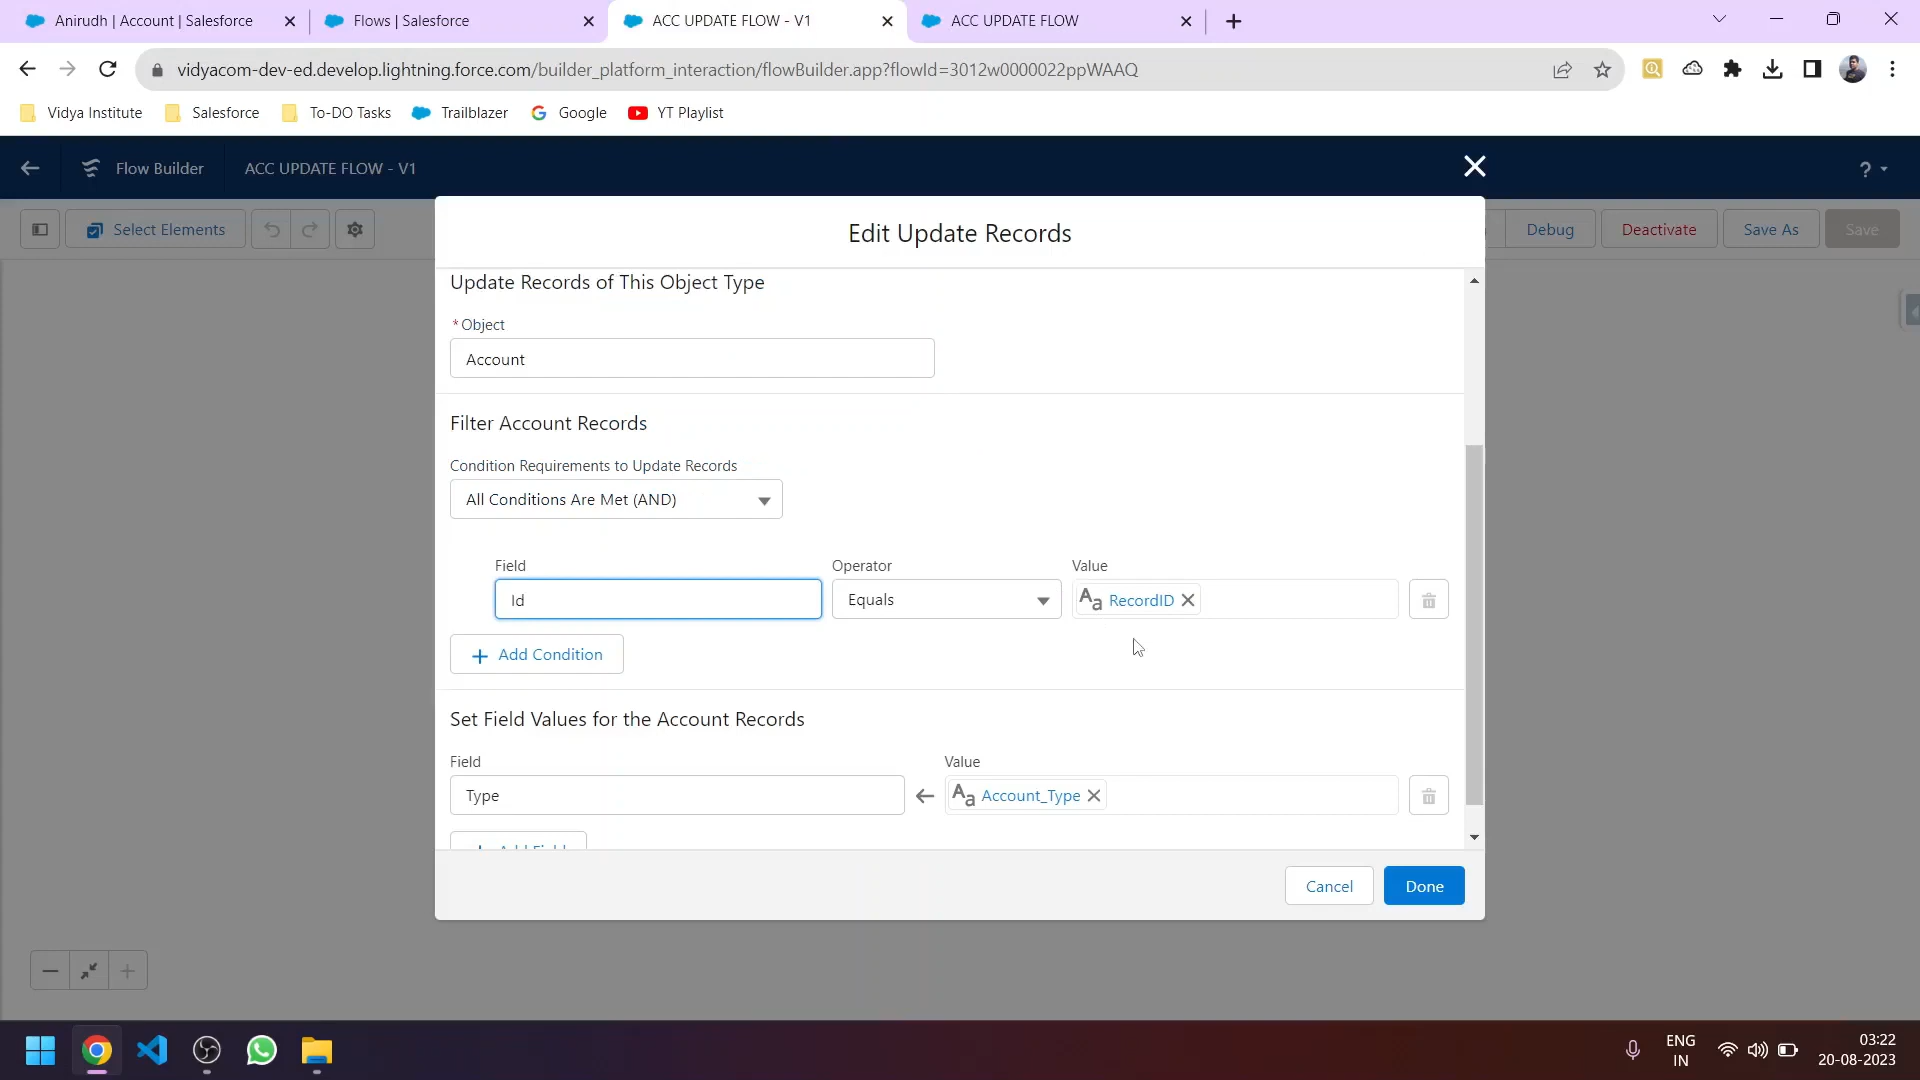 Anirudh | Account | Salesforce
Flows | Salesforce
ACC UPDATE FLOW - V1
ACC UPDATE FLOW
vidyacom-dev-ed.develop.lightning.force.com/builder_platform_interaction/flowBuilder.app?flowId=3012w0000022ppWAAQ
Vidya Institute
Salesforce
To-DO Tasks
Trailblazer
Google
YT Playlist
Flow Builder
ACC UPDATE FLOW - V1
?
Select Elements
Debug
Deactivate
Save As
Save
Edit Update Records
Update Records of This Object Type
*Object
Account
Filter Account Records
Condition Requirements to Update Records
All Conditions Are Met (AND)
Field
Operator
Value
Id
Equals
Aa RecordID
+ Add Condition
Set Field Values for the Account Records
Field
Value
Type
Aa Account_Type
+ Add Field
Cancel
Done
ENG
IN
03:22
20-08-2023